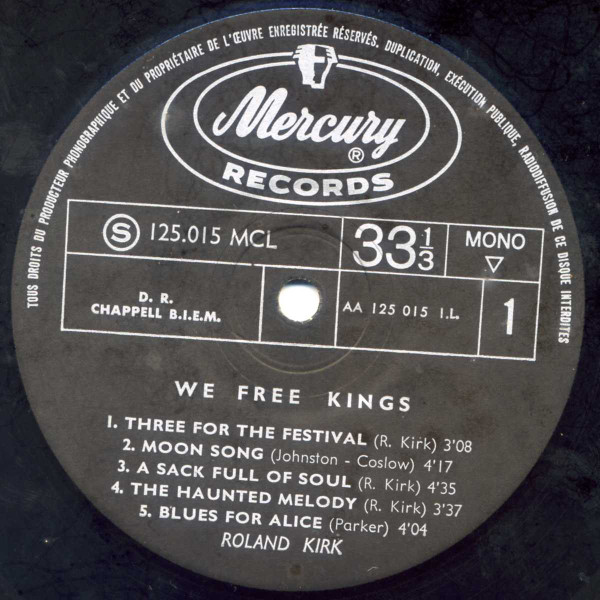 TOUS DROITS DU PRODUCTEUR PHONOGRAPHIQUE ET DU PROPRIÉTAIRE DE L'ŒUVRE ENREGISTRÉE RÉSERVÉS. DUPLICATION, EXÉCUTION PUBLIQUE, RADIODIFFUSION DE CE DISQUE INTERDITES
Mercury ®
RECORDS
S 125.015 MCL
33 1/3
MONO
▽
D. R.
CHAPPELL B.I.E.M.
AA 125 015 1.L.
1
WE FREE KINGS
1. THREE FOR THE FESTIVAL (R. Kirk) 3'08
2. MOON SONG (Johnston - Coslow) 4'17
3. A SACK FULL OF SOUL (R. Kirk) 4'35
4. THE HAUNTED MELODY (R. Kirk) 3'37
5. BLUES FOR ALICE (Parker) 4'04
ROLAND KIRK